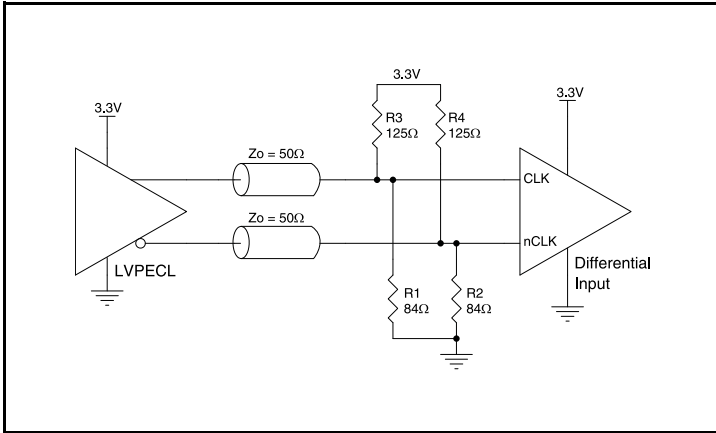 3.3V
3.3V
R3
125Ω
R4
125Ω
3.3V
Zo = 50Ω
CLK
Zo = 50Ω
nCLK
LVPECL
Differential
Input
R1
84Ω
R2
84Ω